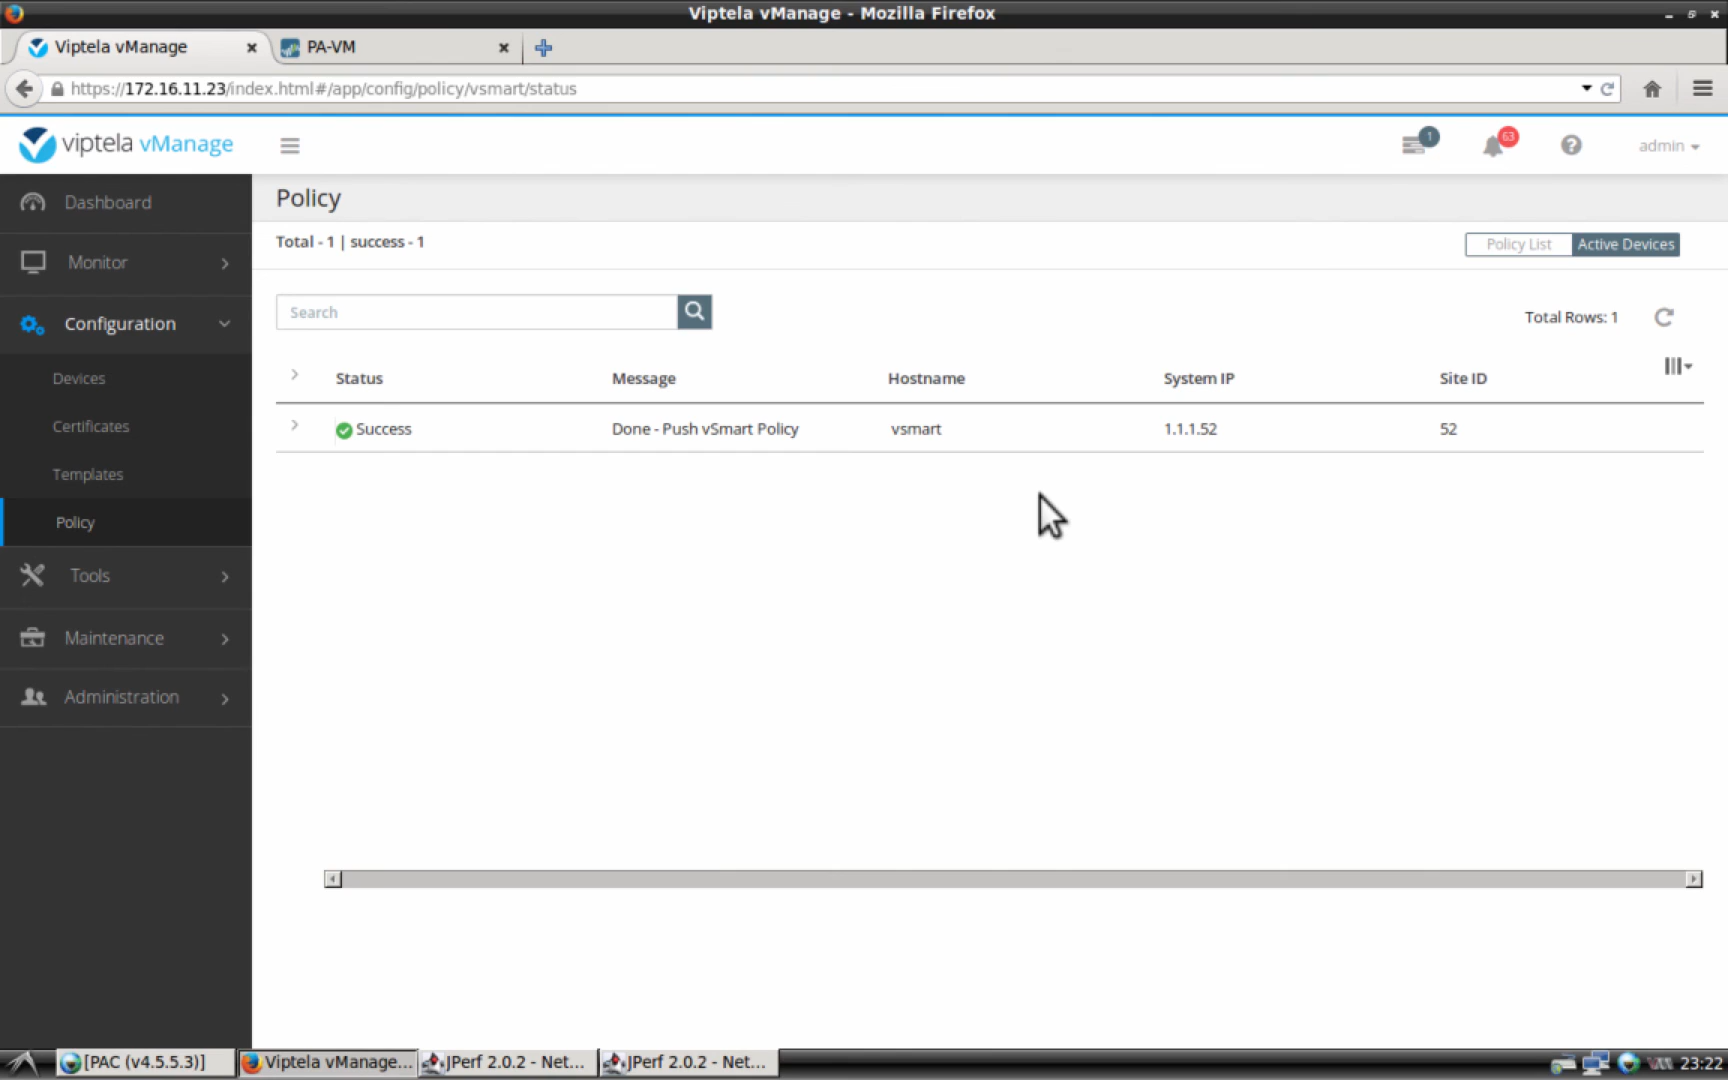 Viptela vManage - Mozilla Firefox
Viptela vManage
PA-VM
https://172.16.11.23/index.html#/app/config/policy/vsmart/status
viptela vManage
1
63
admin
Dashboard
Monitor
Configuration
Devices
Certificates
Templates
Policy
Tools
Maintenance
Administration
Policy
Total - 1 | success - 1
Policy List
Active Devices
Search
Total Rows: 1
Status Message Hostname System IP Site ID
Success Done - Push vSmart Policy vsmart 1.1.1.52 52
[PAC (v4.5.5.3)]
Viptela vManage...
JPerf 2.0.2 - Net...
JPerf 2.0.2 - Net...
23:22